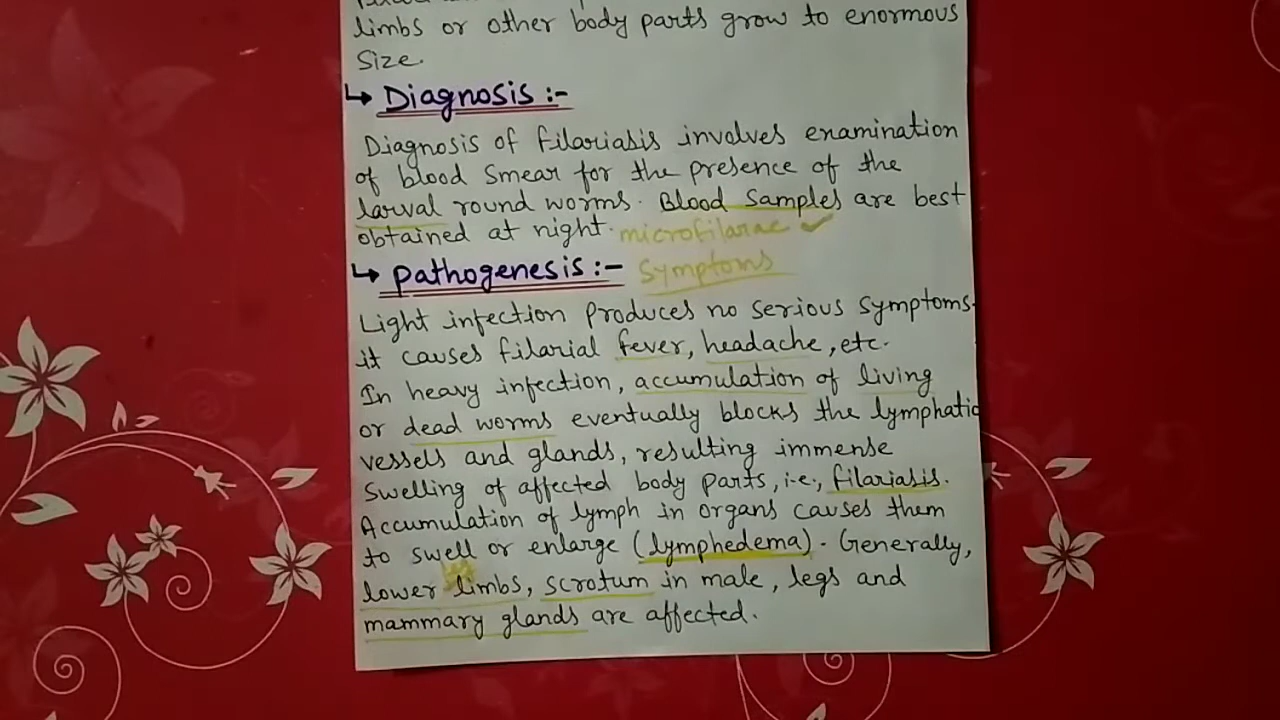 limbs or other body parts grow to enormous
size.
↳ Diagnosis :-
Diagnosis of filariasis involves examination
of blood smear for the presence of the
larval round worms. Blood samples are best
obtained at night. microfilarae ✓
↳ pathogenesis :- Symptoms
Light infection produces no serious symptoms.
it causes filarial fever, headache, etc.
In heavy infection, accumulation of living
or dead worms eventually blocks the lymphatic
vessels and glands, resulting immense
swelling of affected body parts, i.e., filariasis.
Accumulation of lymph in organs causes them
to swell or enlarge (lymphedema). Generally,
lower limbs, scrotum in male, legs and
mammary glands are affected.